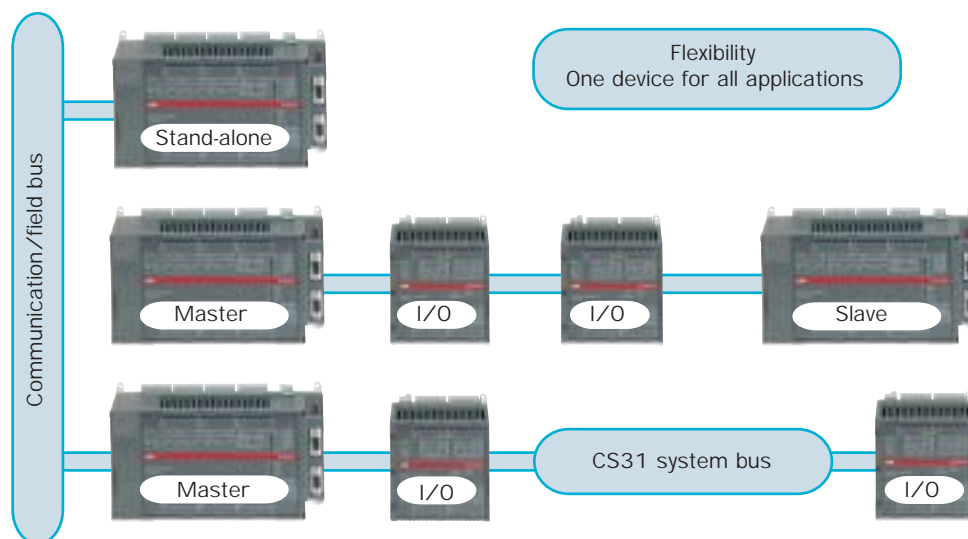 Flexibility
One device for all applications
Communication/field bus
Stand-alone
Master
I/O
I/O
Slave
Master
I/O
CS31 system bus
I/O